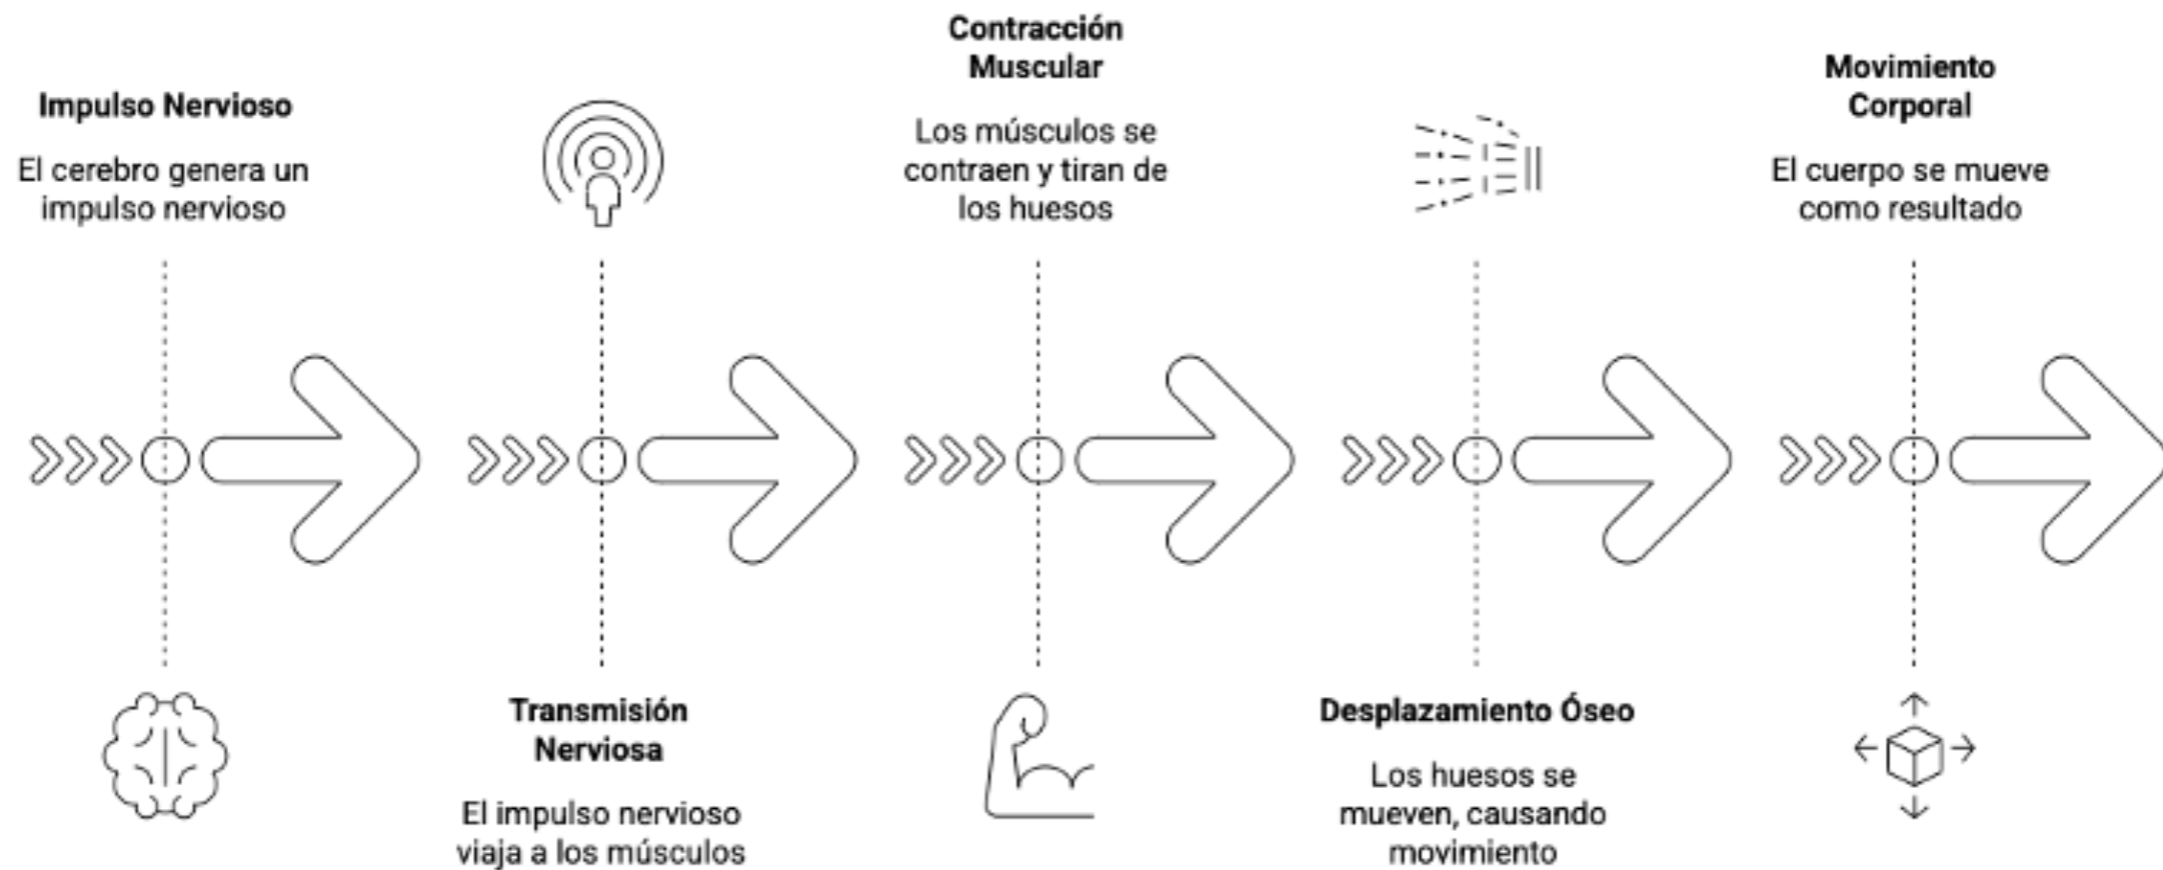 Impulso Nervioso
El cerebro genera un
impulso nervioso
Transmisión
Nerviosa
El impulso nervioso
viaja a los músculos
Contracción
Muscular
Los músculos se
contraen y tiran de
los huesos
Desplazamiento Óseo
Los huesos se
mueven, causando
movimiento
Movimiento
Corporal
El cuerpo se mueve
como resultado